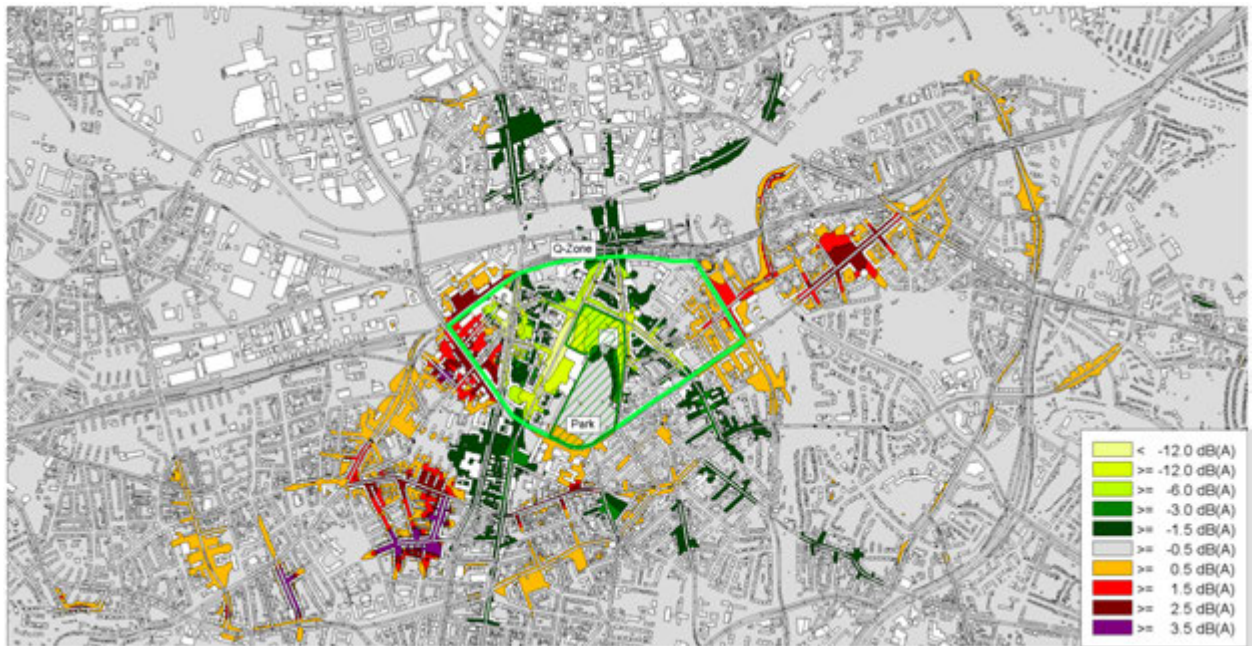 Q-Zone
Park
< -12.0 dB(A)
>= -12.0 dB(A)
>= -6.0 dB(A)
>= -3.0 dB(A)
>= -1.5 dB(A)
>= -0.5 dB(A)
>= 0.5 dB(A)
>= 1.5 dB(A)
>= 2.5 dB(A)
>= 3.5 dB(A)